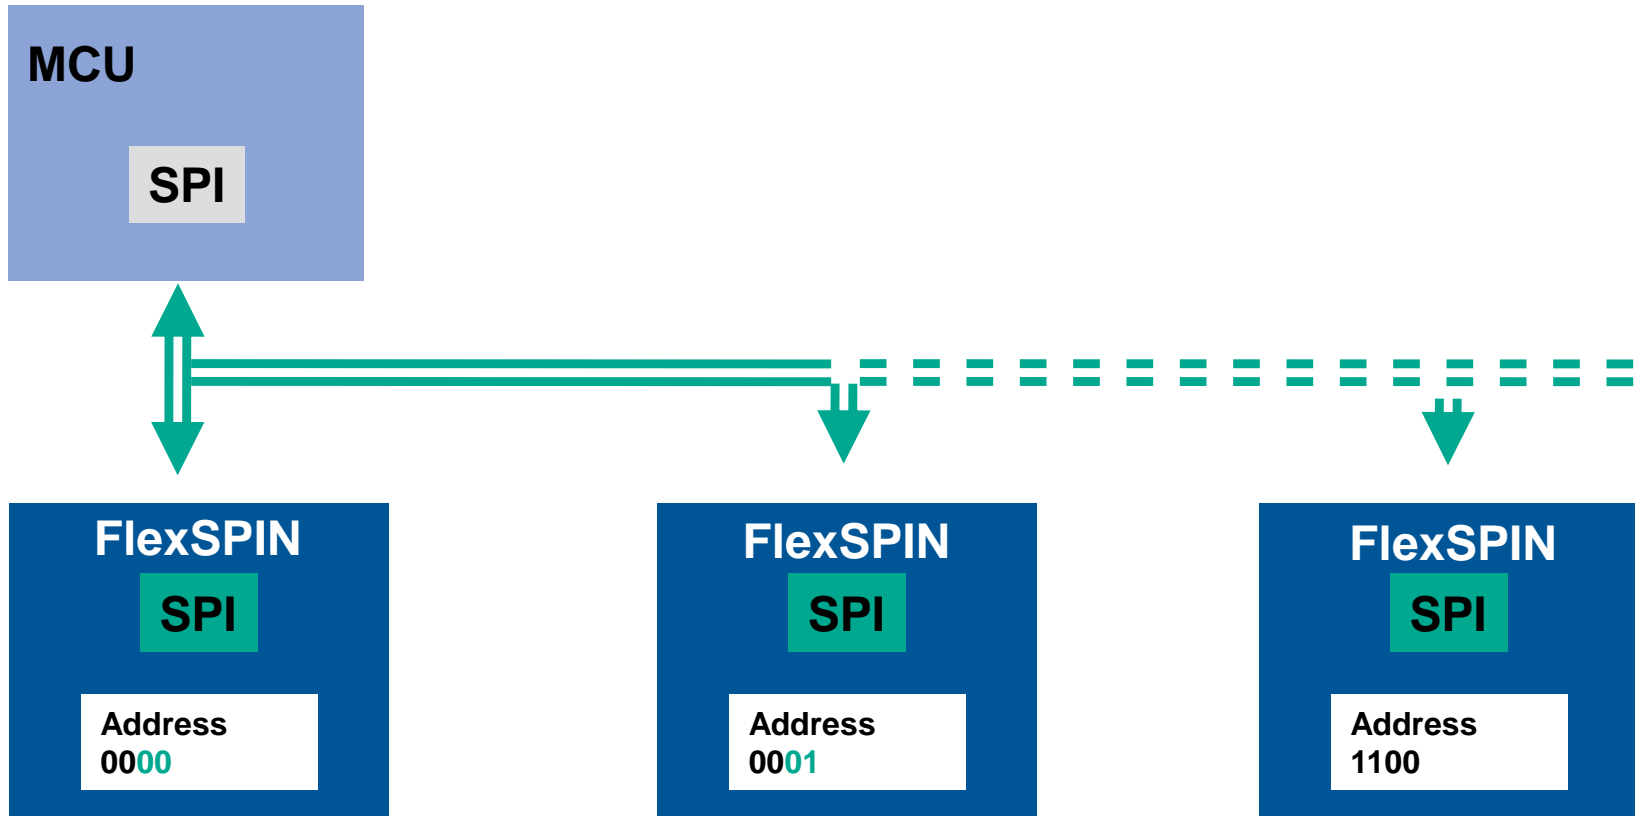 MCU
SPI
FlexSPIN
SPI
Address
0000
FlexSPIN
SPI
Address
0001
FlexSPIN
SPI
Address
1100